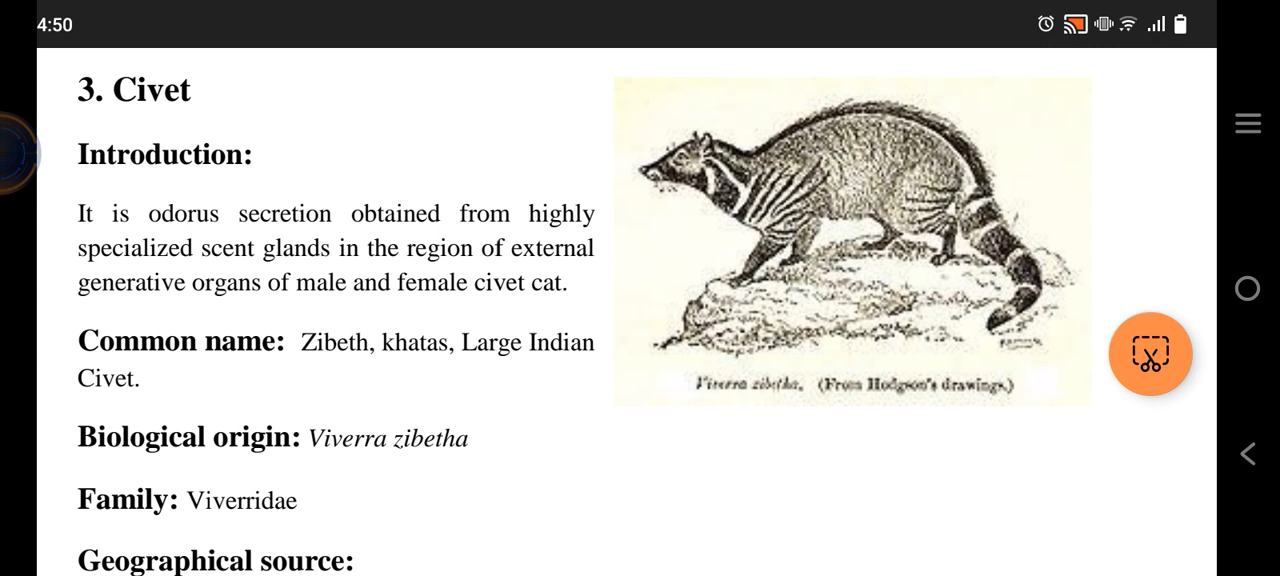 4:50
3. Civet
Introduction:
It is odorus secretion obtained from highly
specialized scent glands in the region of external
generative organs of male and female civet cat.
Common name: Zibeth, khatas, Large Indian
Civet.
Biological origin: Viverra zibetha
Family: Viverridae
Geographical source:
Viverra zibetha. (From Hodgson's drawings.)